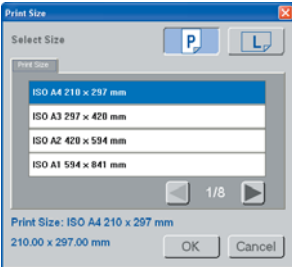 Print Size
Select Size
P
L
Print Size
ISO A4 210 x 297 mm
ISO A3 297 x 420 mm
ISO A2 420 x 594 mm
ISO A1 594 x 841 mm
1/8
Print Size: ISO A4 210 x 297 mm
210.00 x 297.00 mm
OK
Cancel